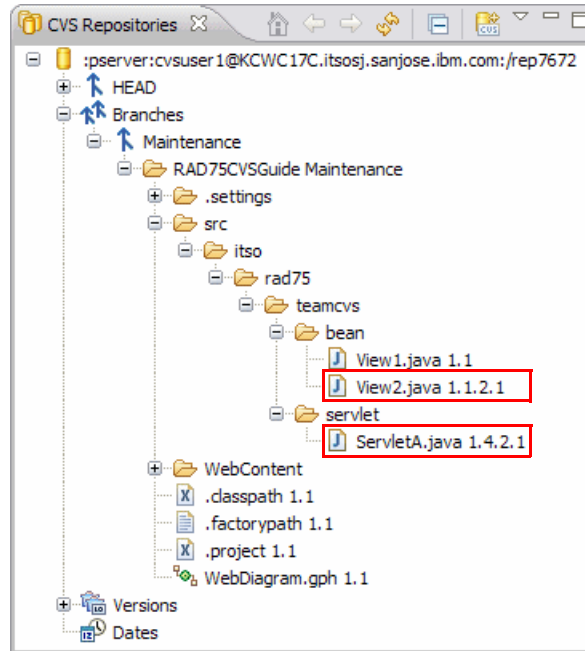 CVS Repositories
:pserver:cvsuser1@KCWC17C.itsosj.sanjose.ibm.com:/rep7672
HEAD
Branches
Maintenance
RAD75CVSGuide Maintenance
.settings
src
itso
rad75
teamcvs
bean
View1.java 1.1
View2.java 1.1.2.1
servlet
ServletA.java 1.4.2.1
WebContent
.classpath 1.1
.factorypath 1.1
.project 1.1
WebDiagram.gph 1.1
Versions
Dates